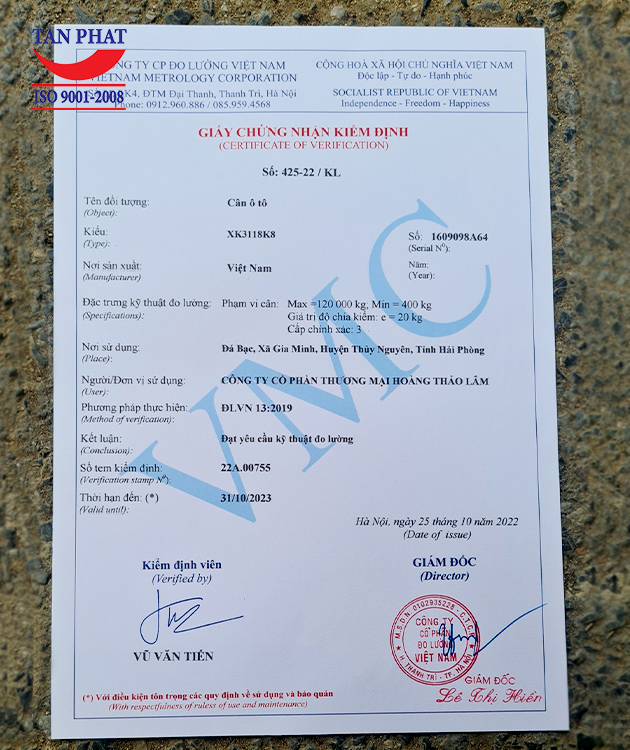 TAN PHAT
ISO 9001-2008
CÔNG TY CP ĐO LƯỜNG VIỆT NAM
VIETNAM METROLOGY CORPORATION
K4, ĐTM Đại Thanh, Thanh Trì, Hà Nội
Phone: 0912.960.886 / 085.959.4568
CỘNG HOÀ XÃ HỘI CHỦ NGHĨA VIỆT NAM
Độc lập - Tự do - Hạnh phúc
SOCIALIST REPUBLIC OF VIETNAM
Independence - Freedom - Happiness
GIẤY CHỨNG NHẬN KIỂM ĐỊNH
(CERTIFICATE OF VERIFICATION)
Số: 425-22 / KL
Tên đối tượng: Cân ô tô
(Object):
Kiểu: XK3118K8 Số: 1609098A64
(Type): (Serial Nº):
Nơi sản xuất: Việt Nam Năm:
(Manufacturer) (Year):
Đặc trưng kỹ thuật đo lường: Phạm vi cân: Max =120 000 kg, Min = 400 kg
(Specifications): Giá trị độ chia kiểm: e = 20 kg
Cấp chính xác: 3
Nơi sử dụng: Đá Bạc, Xã Gia Minh, Huyện Thủy Nguyên, Tỉnh Hải Phòng
(Place):
Người/Đơn vị sử dụng: CÔNG TY CỔ PHẦN THƯƠNG MẠI HOÀNG THẢO LÂM
(User):
Phương pháp thực hiện: ĐLVN 13:2019
(Method of verification):
Kết luận: Đạt yêu cầu kỹ thuật đo lường
(Conclusion):
Số tem kiểm định: 22A.00755
(Verification stamp Nº):
Thời hạn đến: (*) 31/10/2023
(Valid until):
VMC
Hà Nội, ngày 25 tháng 10 năm 2022
(Date of issue)
Kiểm định viên
(Verified by)
GIÁM ĐỐC
(Director)
VŨ VĂN TIẾN
M.S.D.N: 0102935228 - C.T.C.P
CÔNG TY
CỔ PHẦN
ĐO LƯỜNG
VIỆT NAM
H. THANH TRÌ - TP. HÀ NỘI
GIÁM ĐỐC
Lê Thị Hiền
(*) Với điều kiện tôn trọng các quy định về sử dụng và bảo quản
(With respectfulness of ruless of use and maintenance)